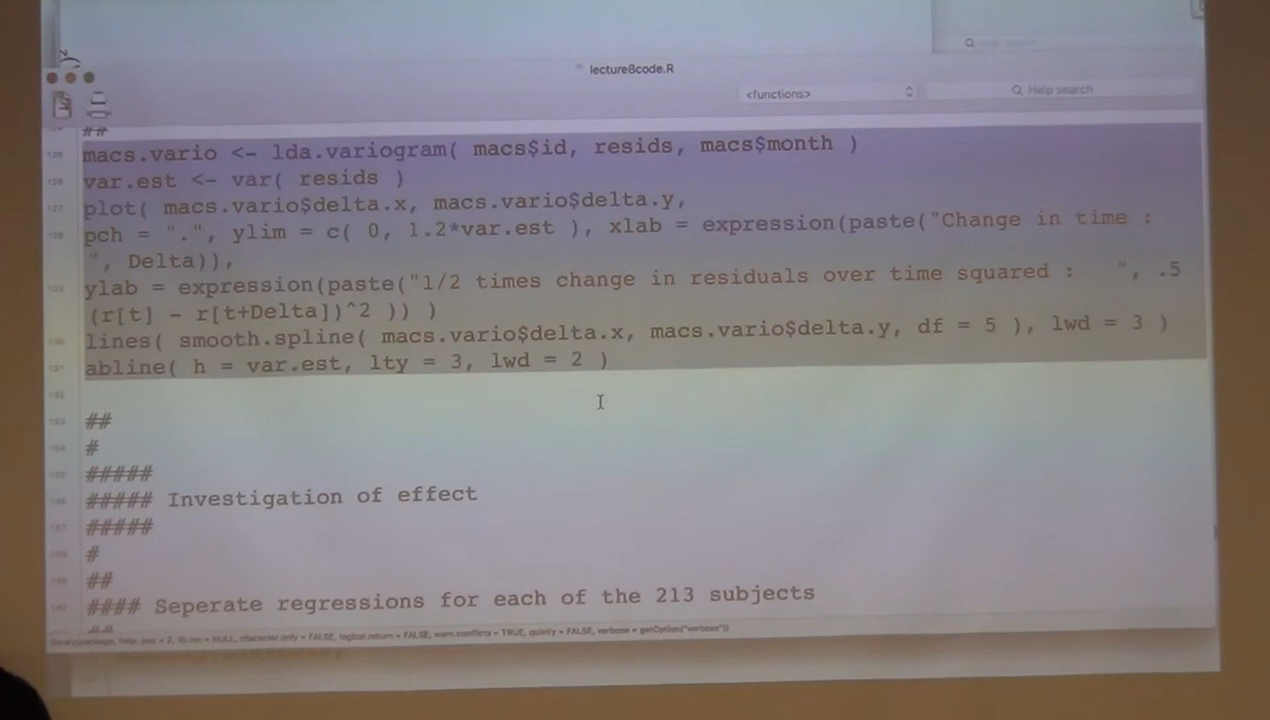 lecture8code.R
<functions>
Help search
##
macs.vario <- lda.variogram( macs$id, resids, macs$month )
var.est <- var( resids )
plot( macs.vario$delta.x, macs.vario$delta.y,
pch = ".", ylim = c( 0, 1.2*var.est ), xlab = expression(paste("Change in time :
", Delta)),
ylab = expression(paste("1/2 times change in residuals over time squared :   ", .5
(r[t] - r[t+Delta])^2 )) )
lines( smooth.spline( macs.vario$delta.x, macs.vario$delta.y, df = 5 ), lwd = 3 )
abline( h = var.est, lty = 3, lwd = 2 )
##
#
#####
##### Investigation of effect
#####
#
##
#### Seperate regressions for each of the 213 subjects
##